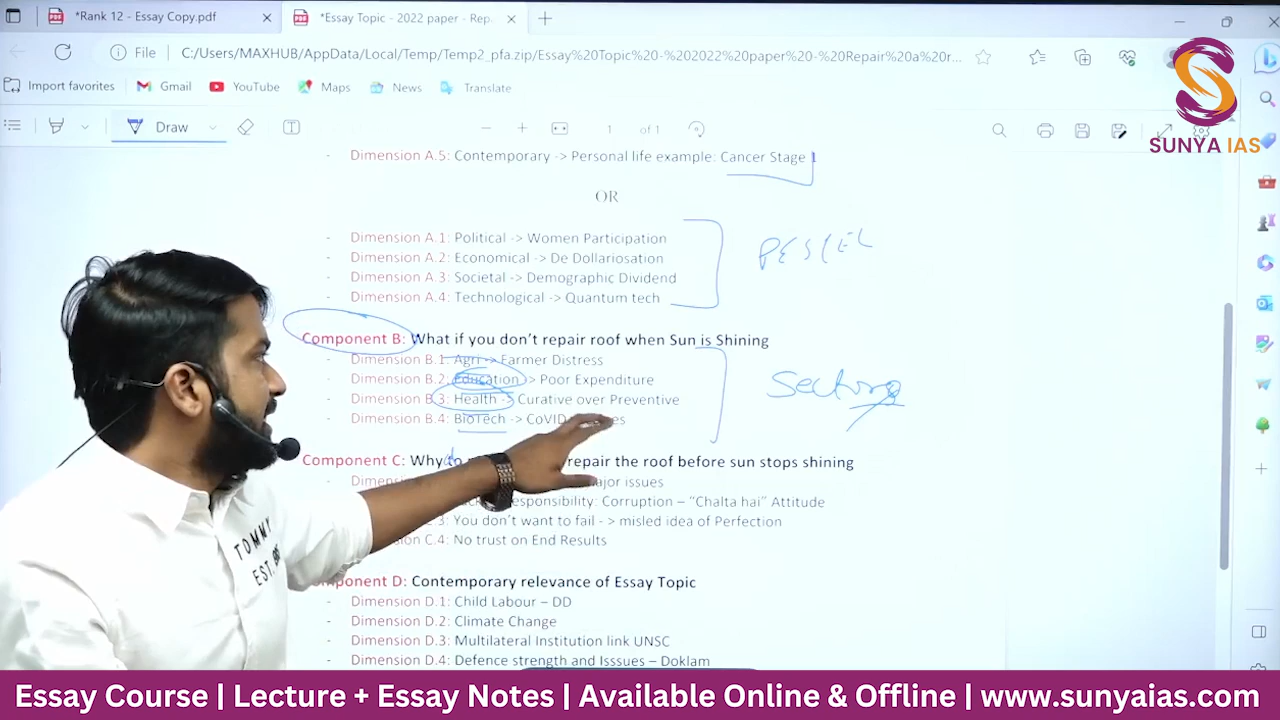 *Rank 12 - Essay Copy.pdf
*Essay Topic - 2022 paper - Rep
File
C:/Users/MAXHUB/AppData/Local/Temp/Temp2_pfa.zip/Essay%20Topic%20-%202022%20paper%20-%20Repair%20a%20r...
Import favorites
Gmail
YouTube
Maps
News
Translate
Draw
1 of 1
SUNYA IAS
- Dimension A.5: Contemporary -> Personal life example: Cancer Stage 1
OR
- Dimension A.1: Political -> Women Participation
- Dimension A.2: Economical -> De Dollariosation
- Dimension A.3: Societal -> Demographic Dividend
- Dimension A.4: Technological -> Quantum tech
PESTEL
Component B: What if you don't repair roof when Sun is Shining
- Dimension B.1: Agri -> Farmer Distress
- Dimension B.2: Education -> Poor Expenditure
- Dimension B.3: Health -> Curative over Preventive
- Dimension B.4: BioTech -> CoVID
Component C: Why do repair the roof before sun stops shining
major issues
responsibility: Corruption – "Chalta hai" Attitude
You don't want to fail - > misled idea of Perfection
C.4: No trust on End Results
Component D: Contemporary relevance of Essay Topic
- Dimension D.1: Child Labour – DD
- Dimension D.2: Climate Change
- Dimension D.3: Multilateral Institution link UNSC
- Dimension D.4: Defence strength and Isssues – Doklam
TOMMY
EST.
Essay Course | Lecture + Essay Notes | Available Online & Offline | www.sunyaias.com